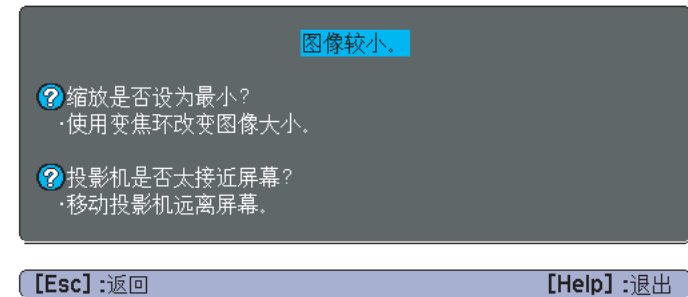 图像较小。
?缩放是否设为最小?
·使用变焦环改变图像大小。
?投影机是否太接近屏幕?
·移动投影机远离屏幕。
[Esc] :返回 [Help] :退出